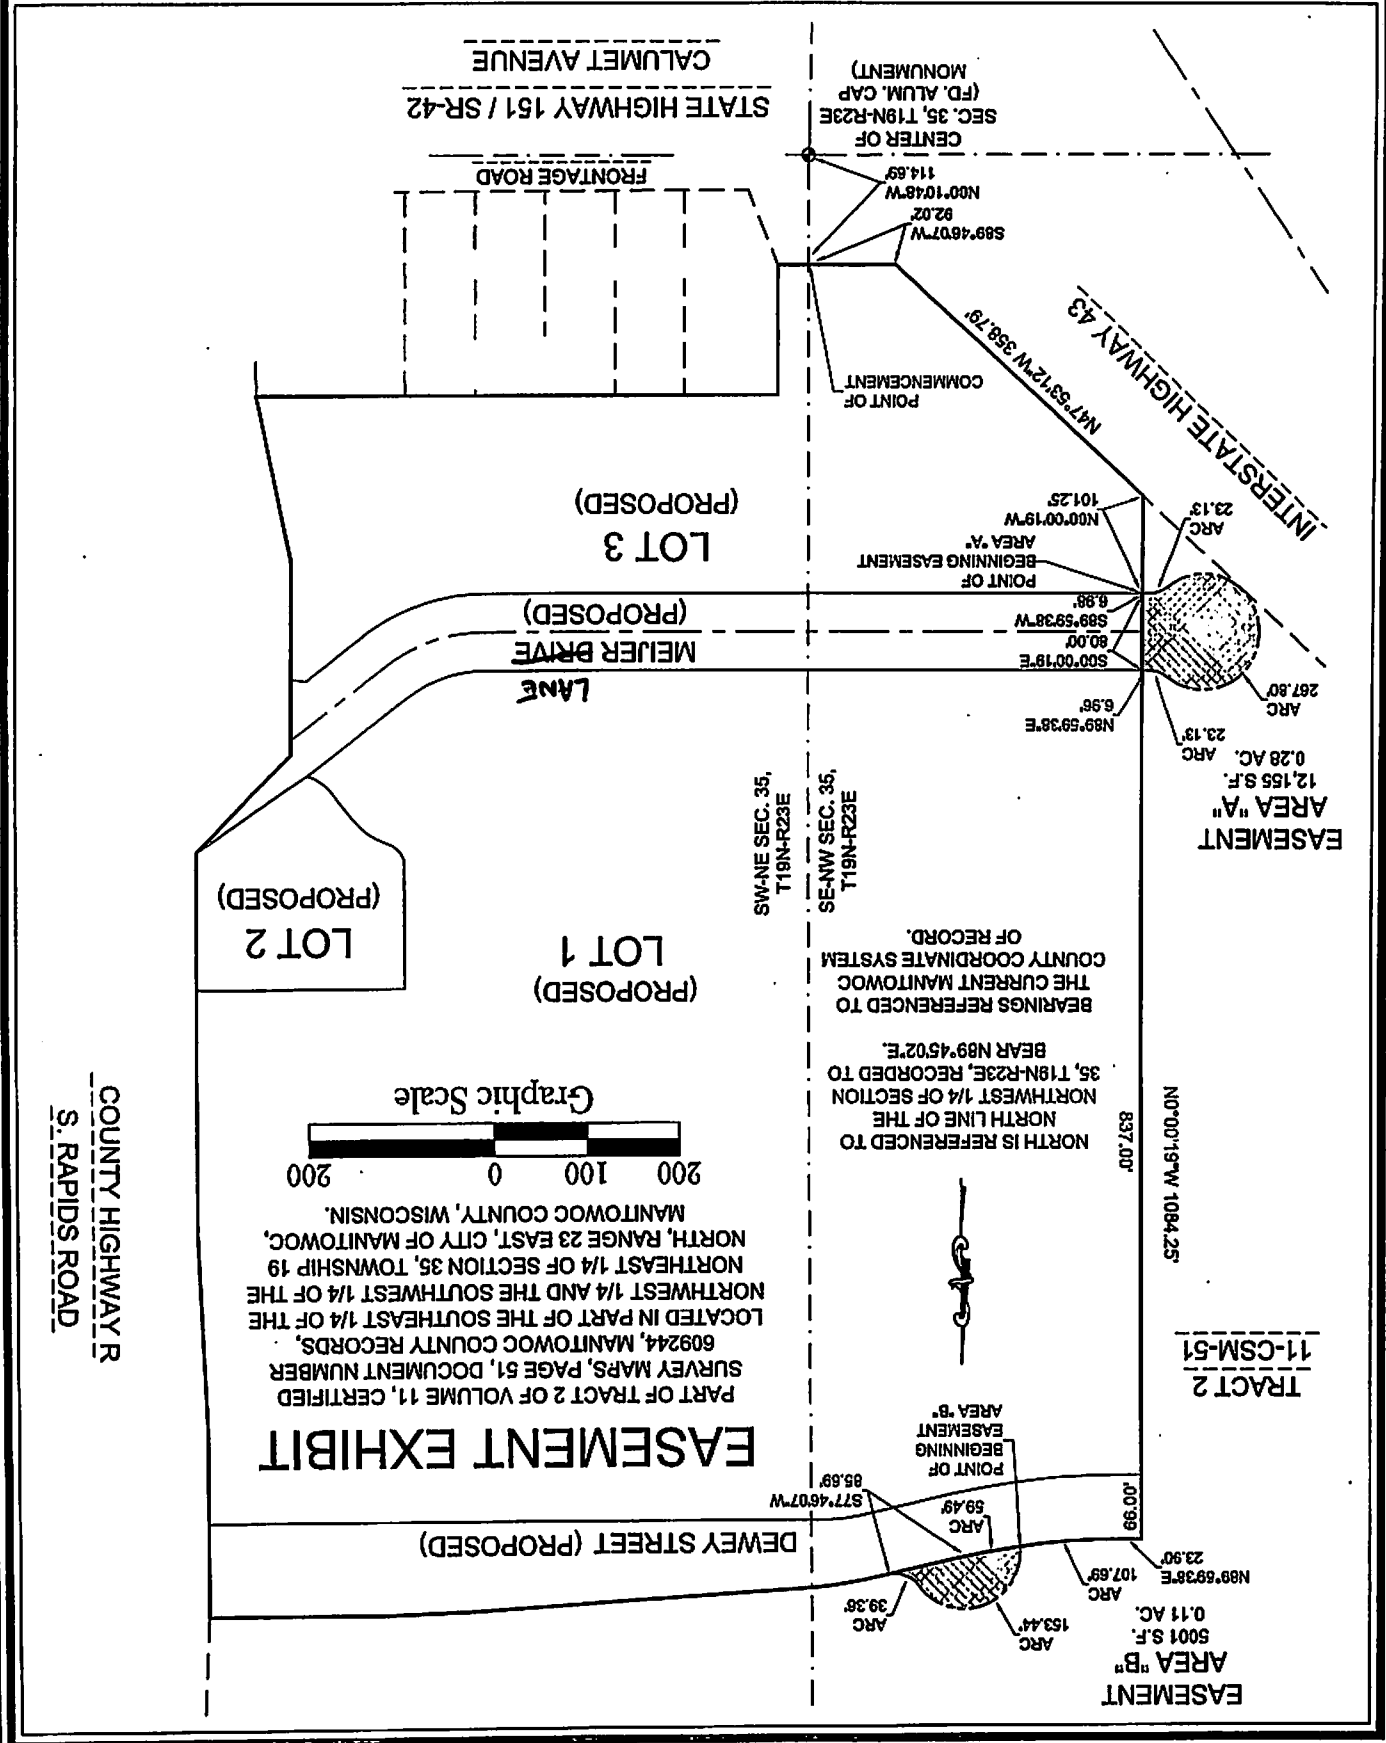 EASEMENT
AREA "B"
5001 S.F.
0.11 AC.
N89°59'38"E
23.90'
ARC
107.69'
ARC
153.44'
ARC
39.36'
ARC
59.49'
S77°46'07"W
85.69'
66.00'
DEWEY STREET (PROPOSED)
POINT OF
BEGINNING
EASEMENT
AREA "B"
TRACT 2
11-CSM-51
EASEMENT EXHIBIT
PART OF TRACT 2 OF VOLUME 11, CERTIFIED
SURVEY MAPS, PAGE 51, DOCUMENT NUMBER
609244, MANITOWOC COUNTY RECORDS,
LOCATED IN PART OF THE SOUTHEAST 1/4 OF THE
NORTHWEST 1/4 AND THE SOUTHWEST 1/4 OF THE
NORTHEAST 1/4 OF SECTION 35, TOWNSHIP 19
NORTH, RANGE 23 EAST, CITY OF MANITOWOC,
MANITOWOC COUNTY, WISCONSIN.
200 100 0 200
Graphic Scale
COUNTY HIGHWAY R
S. RAPIDS ROAD
N0°00'19"W 1084.25'
837.00'
NORTH IS REFERENCED TO
NORTH LINE OF THE
NORTHWEST 1/4 OF SECTION
35, T19N-R23E, RECORDED TO
BEAR N89°45'02"E.
BEARINGS REFERENCED TO
THE CURRENT MANITOWOC
COUNTY COORDINATE SYSTEM
OF RECORD.
(PROPOSED)
LOT 1
LOT 2
(PROPOSED)
SE-NW SEC. 35,
T19N-R23E
SW-NE SEC. 35,
T19N-R23E
EASEMENT
AREA "A"
12,155 S.F.
0.28 AC.
ARC
23.13'
ARC
267.80'
N89°59'38"E
6.96'
S00°00'19"E
80.00'
S89°59'38"W
6.98'
LANE
MEIJER DRIVE
(PROPOSED)
POINT OF
BEGINNING EASEMENT
AREA "A"
N00°00'19"W
101.25'
ARC
23.13'
LOT 3
(PROPOSED)
INTERSTATE HIGHWAY 43
N47°53'12"W 358.79'
POINT OF
COMMENCEMENT
S89°46'07"W
92.02'
N00°10'48"W
114.69'
FRONTAGE ROAD
CENTER OF
SEC. 35, T19N-R23E
(FD. ALUM. CAP
MONUMENT)
STATE HIGHWAY 151 / SR-42
CALUMET AVENUE